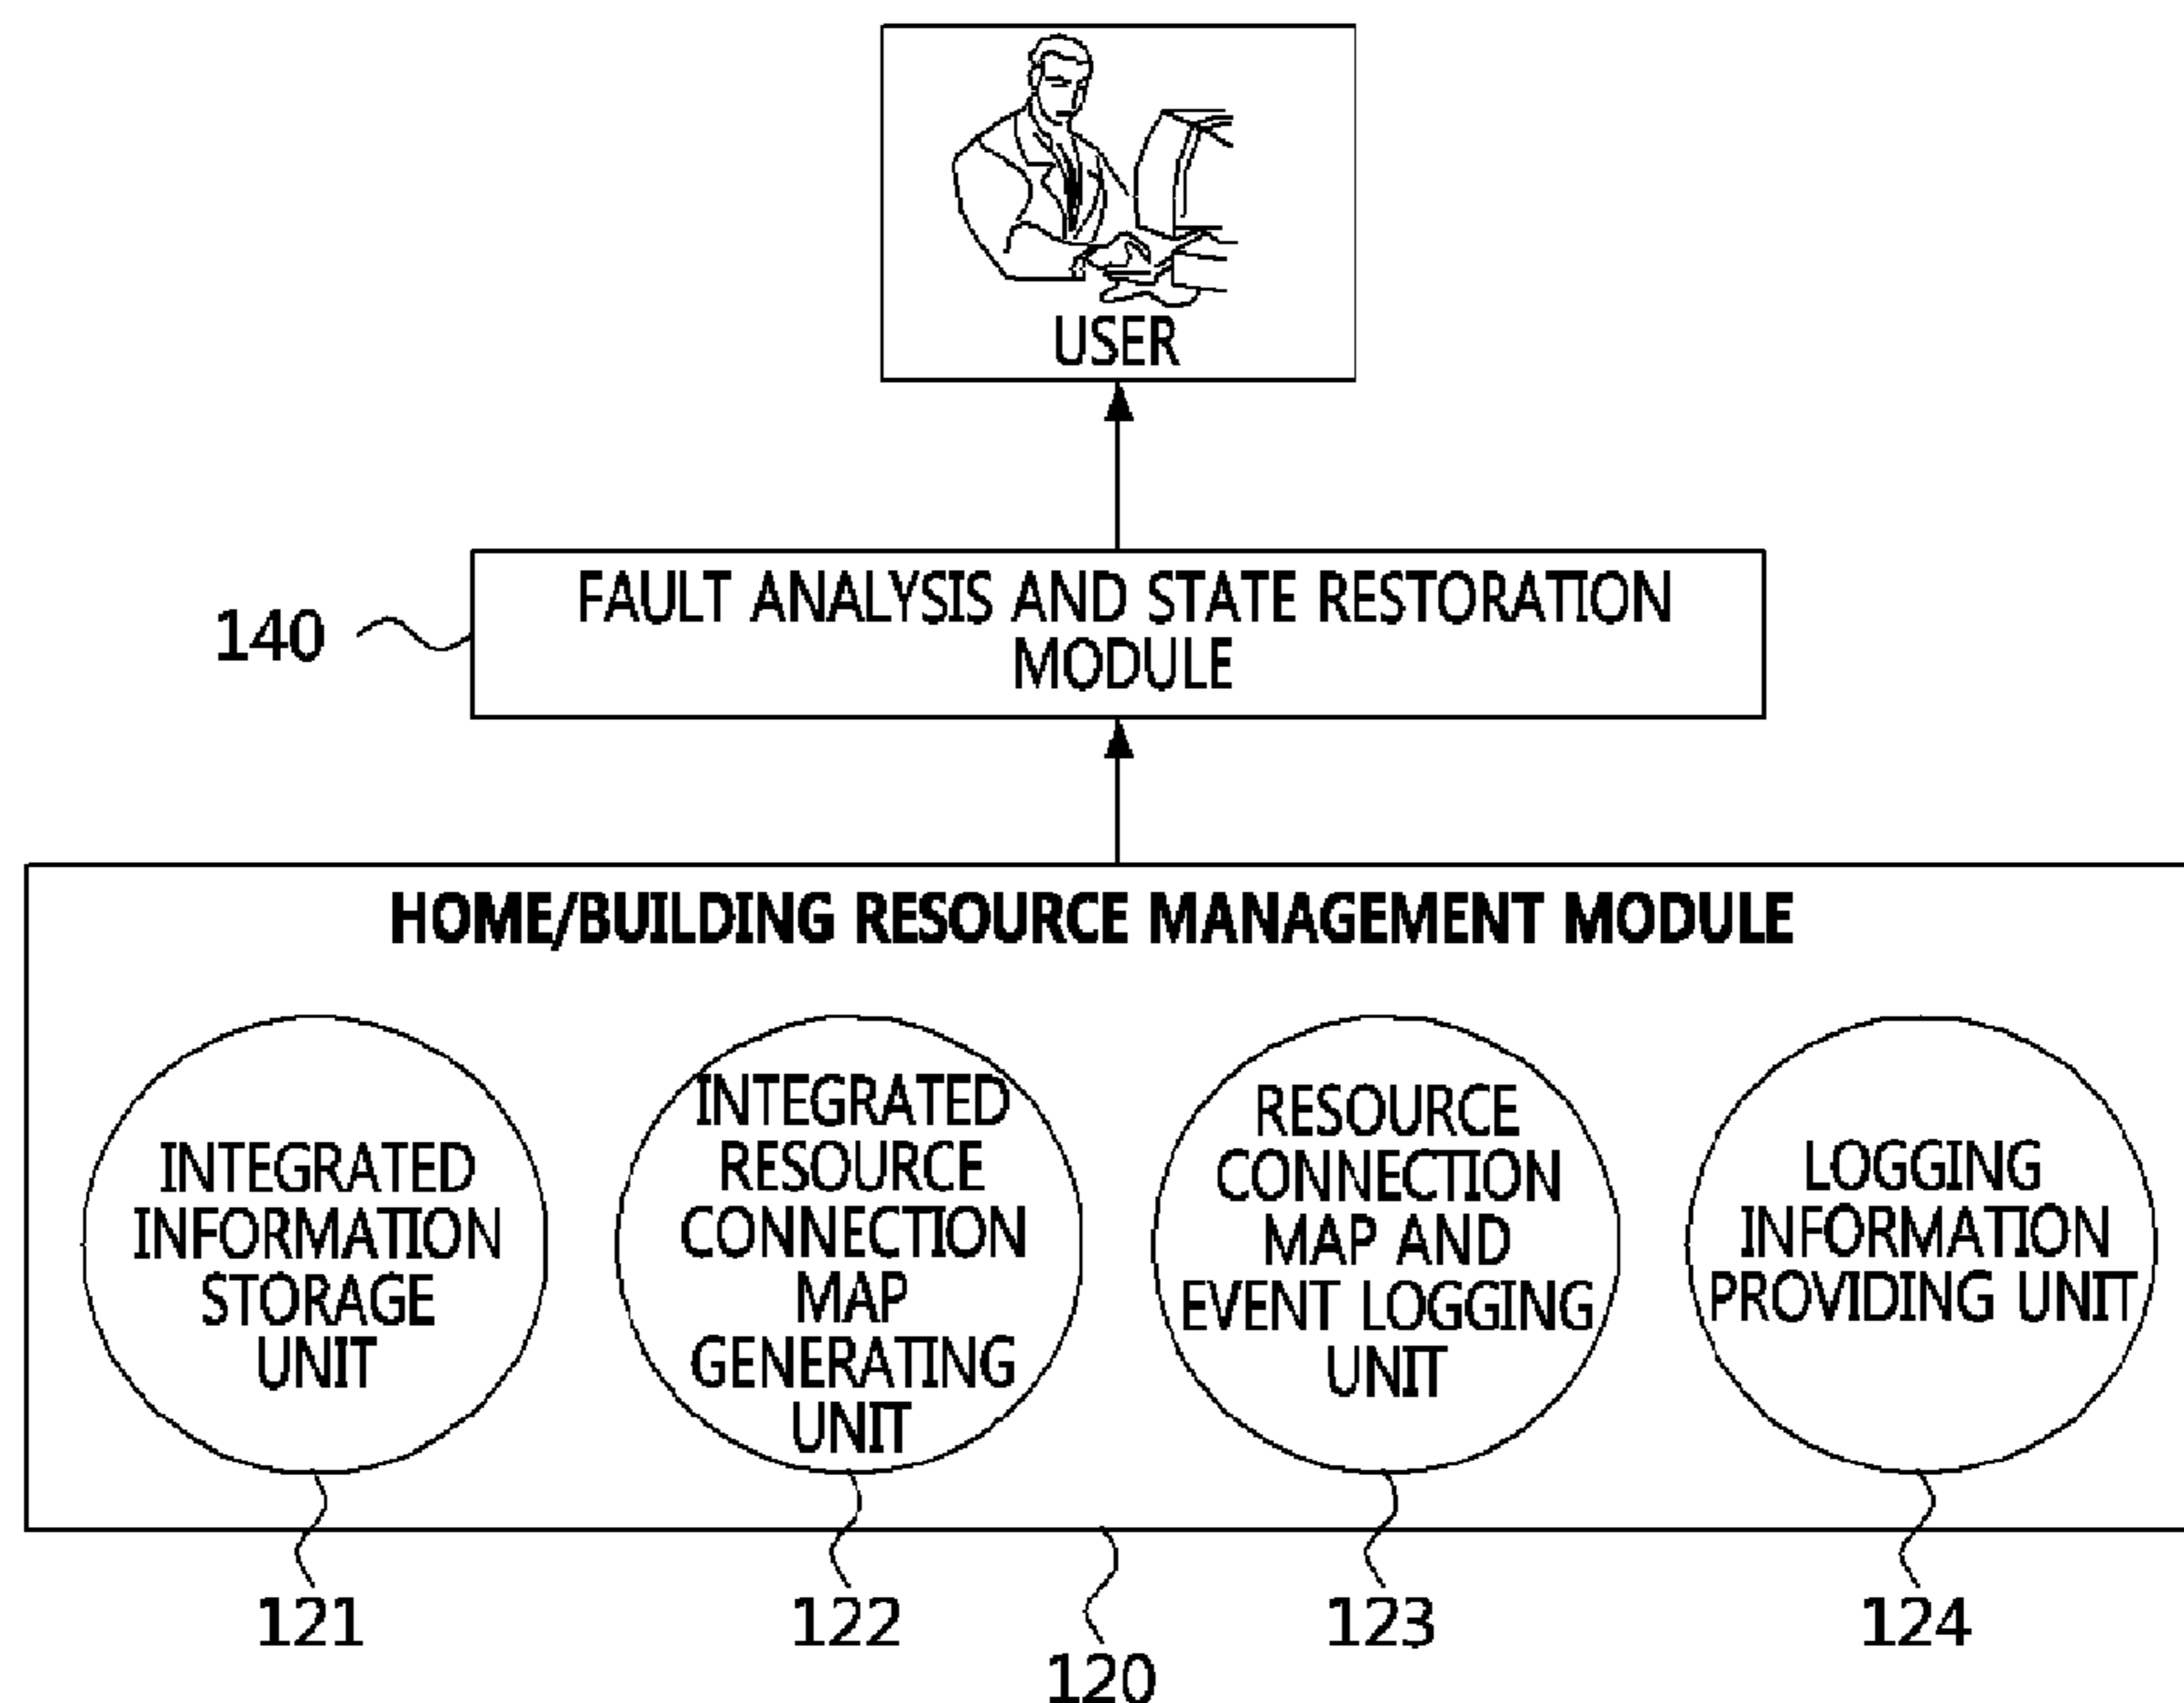 USER
FAULT ANALYSIS AND STATE RESTORATION
MODULE
140
HOME/BUILDING RESOURCE MANAGEMENT MODULE
INTEGRATED
INFORMATION
STORAGE
UNIT
INTEGRATED
RESOURCE
CONNECTION
MAP
GENERATING
UNIT
RESOURCE
CONNECTION
MAP AND
EVENT LOGGING
UNIT
LOGGING
INFORMATION
PROVIDING UNIT
121
122
123
124
120